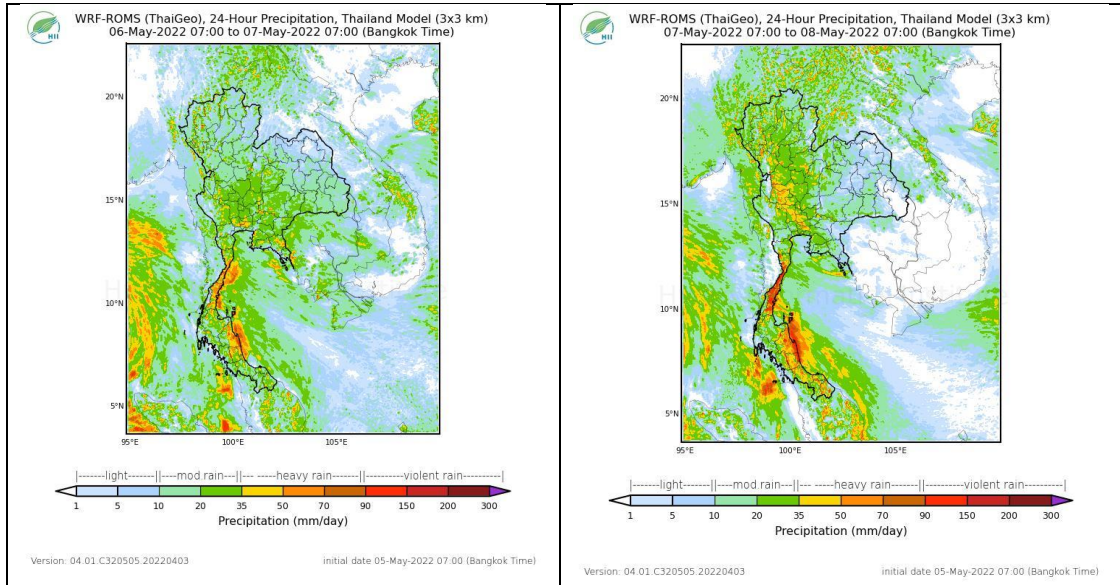 WRF-ROMS (ThaiGeo), 24-Hour Precipitation, Thailand Model (3x3 km)
06-May-2022 07:00 to 07-May-2022 07:00 (Bangkok Time)
HII
20°N
15°N
10°N
5°N
95°E 100°E 105°E
|-------light-------||----mod rain---||--- -----heavy rain-------||----------violent rain----------|
1 5 10 20 35 50 70 90 150 200 300
Precipitation (mm/day)
Version: 04.01.C320505.20220403 initial date 05-May-2022 07:00 (Bangkok Time)
WRF-ROMS (ThaiGeo), 24-Hour Precipitation, Thailand Model (3x3 km)
07-May-2022 07:00 to 08-May-2022 07:00 (Bangkok Time)
HII
20°N
15°N
10°N
5°N
95°E 100°E 105°E
|-------light-------||----mod rain---||--- -----heavy rain-------||----------violent rain----------|
1 5 10 20 35 50 70 90 150 200 300
Precipitation (mm/day)
Version: 04.01.C320505.20220403 initial date 05-May-2022 07:00 (Bangkok Time)